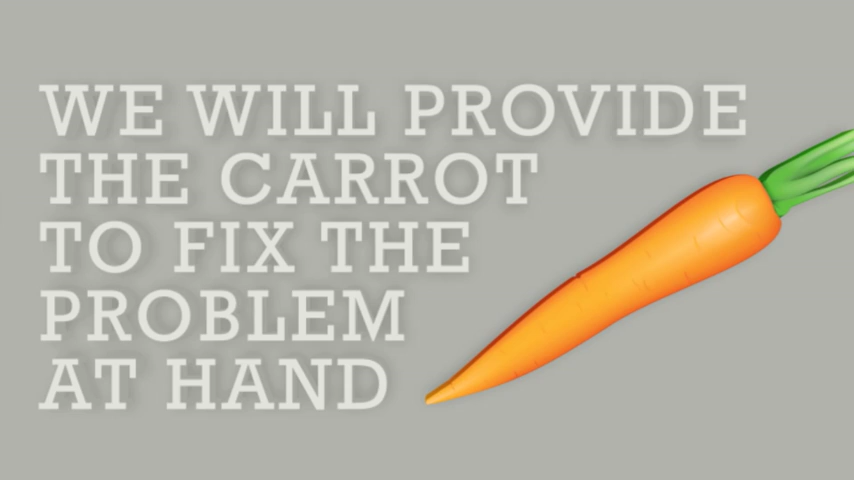 WE WILL PROVIDE
THE CARROT
TO FIX THE
PROBLEM
AT HAND